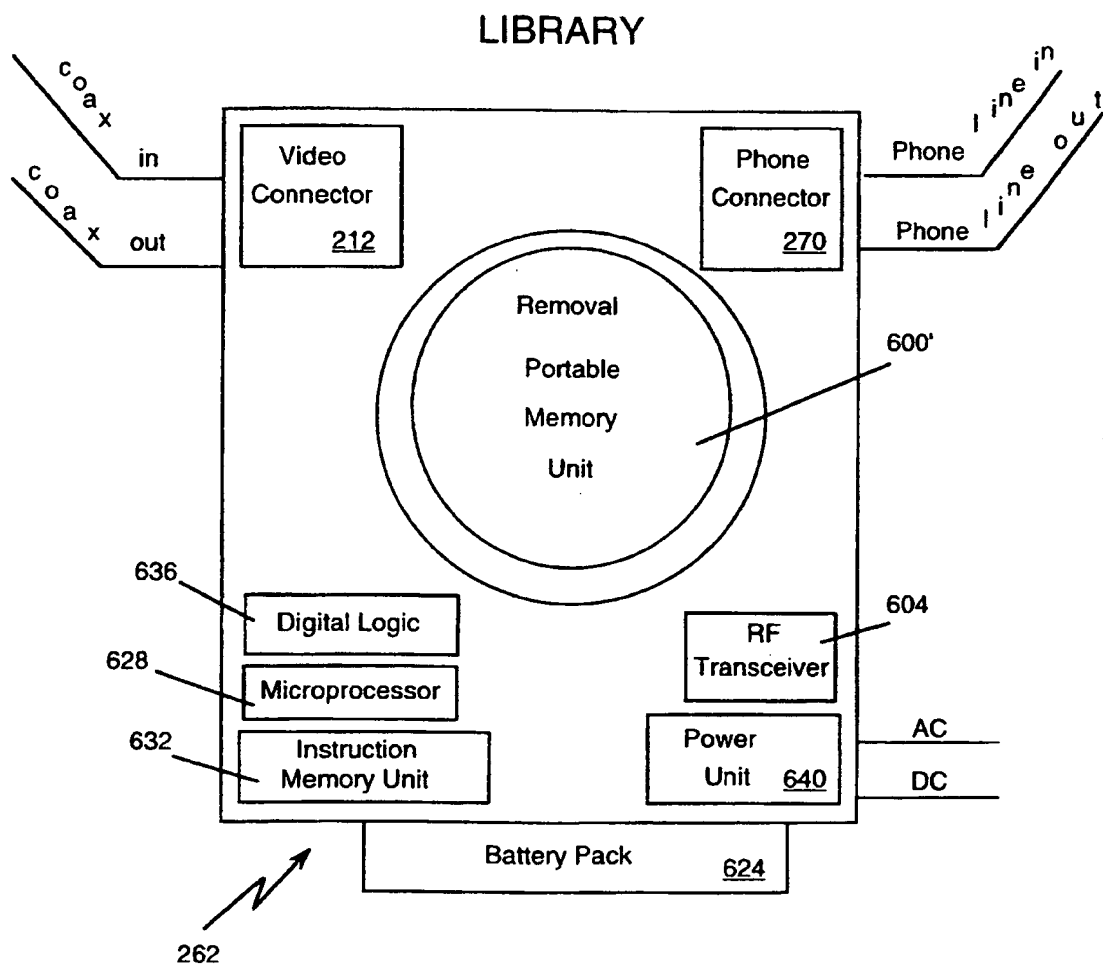 LIBRARY
coax in
coax out
Video
Connector
212
Phone
Connector
270
Phone line in
Phone line out
Removal
Portable
Memory
Unit
600'
636
Digital Logic
628
Microprocessor
632
Instruction
Memory Unit
604
RF
Transceiver
Power
Unit
640
AC
DC
Battery Pack
624
262